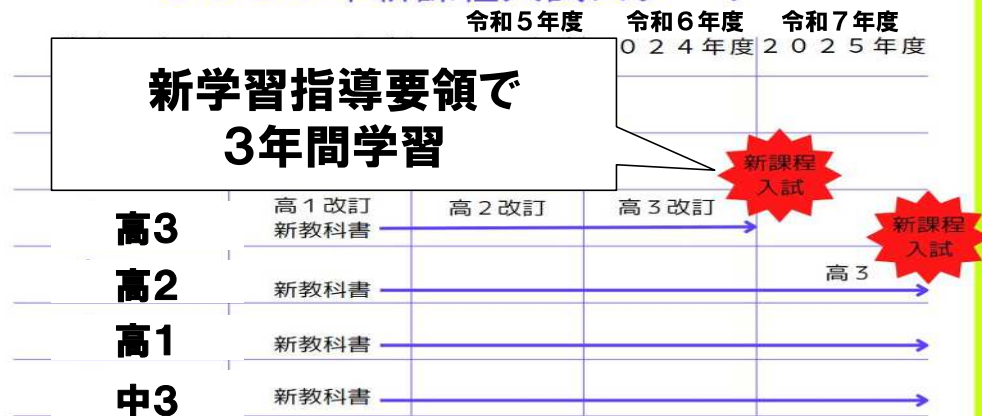 令和５年度 令和６年度 令和７年度
０２４年度 ２０２５年度
新学習指導要領で
３年間学習
新課程
入試
高１改訂 高２改訂 高３改訂
高3 新教科書
新課程
入試
高３
高2 新教科書
高1 新教科書
中3 新教科書